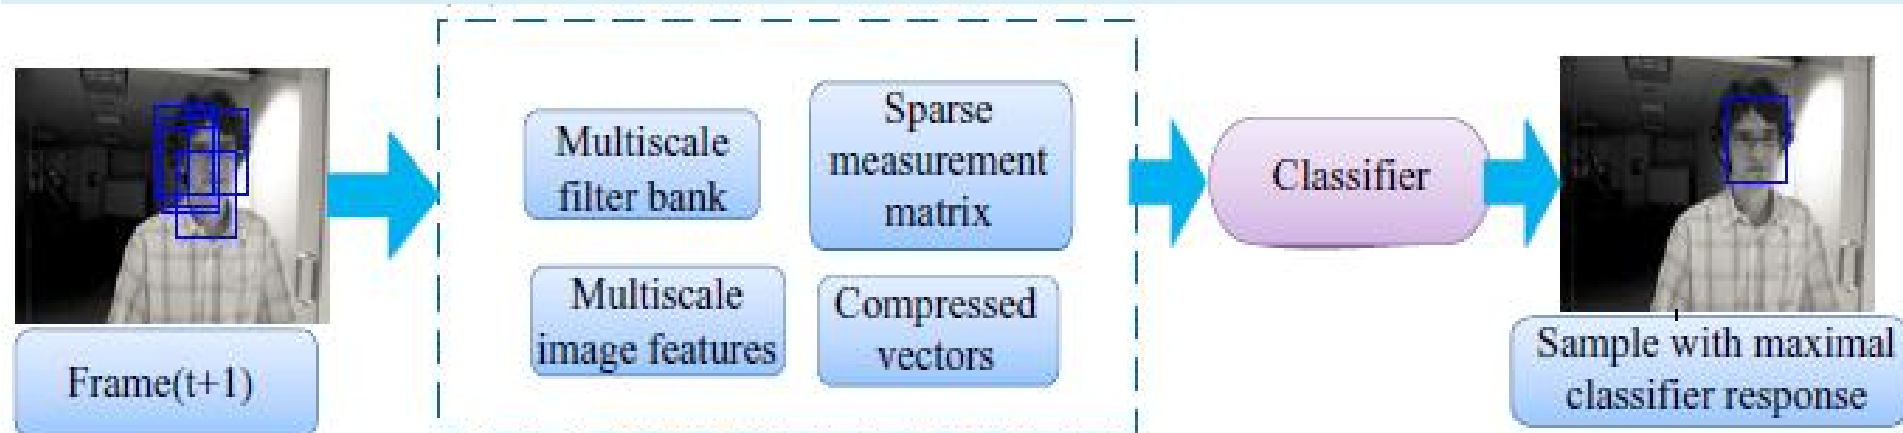 Frame(t+1)
Multiscale
filter bank
Sparse
measurement
matrix
Multiscale
image features
Compressed
vectors
Classifier
Sample with maximal
classifier response